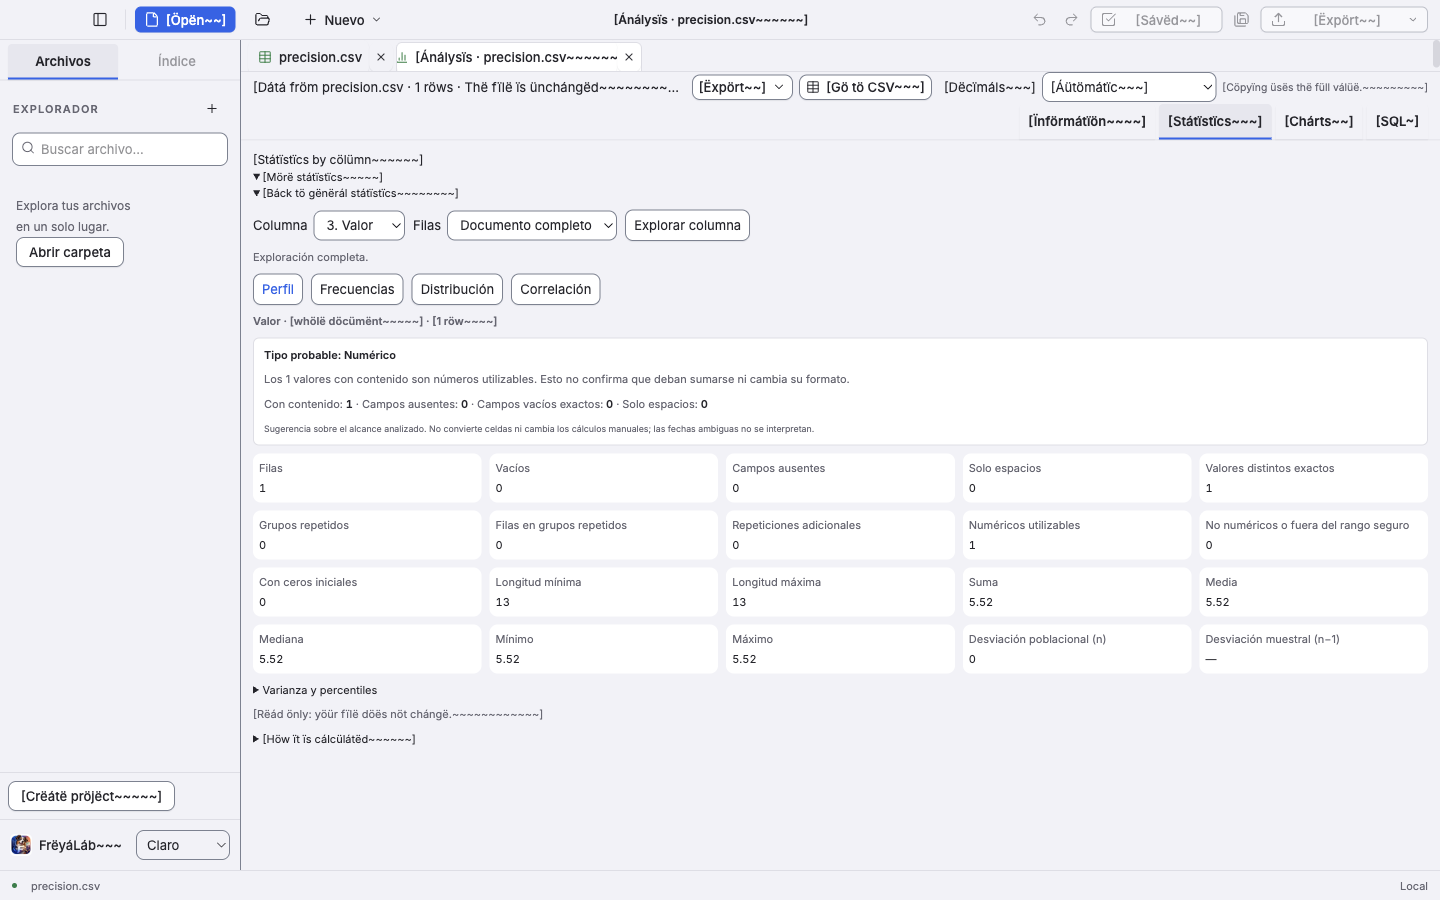 [Öpën~~]
Nuevo
[Ánálysïs · precision.csv~~~~~~]
[Sávëd~~]
[Ëxpört~~]
Archivos
Índice
precision.csv
[Ánálysïs · precision.csv~~~~~~
[Dátá fröm precision.csv · 1 röws · Thë fïlë ïs ünchángëd~~~~~~~~...
[Ëxpört~~]
[Gö tö CSV~~~]
[Dëcïmáls~~~]
[Áütömátïc~~~]
[Cöpyïng üsës thë füll válüë.~~~~~~~~~]
[Ïnförmátïön~~~~]
[Státïstïcs~~~]
[Chárts~~]
[SQL~]
EXPLORADOR
Buscar archivo...
Explora tus archivos
en un solo lugar.
Abrir carpeta
[Státïstïcs by cölümn~~~~~~]
[Mörë státïstïcs~~~~~]
[Báck tö gënërál státïstïcs~~~~~~~~]
Columna
3. Valor
Filas
Documento completo
Explorar columna
Exploración completa.
Perfil
Frecuencias
Distribución
Correlación
Valor · [whölë döcümënt~~~~~] · [1 röw~~~~]
Tipo probable: Numérico
Los 1 valores con contenido son números utilizables. Esto no confirma que deban sumarse ni cambia su formato.
Con contenido: 1 · Campos ausentes: 0 · Campos vacíos exactos: 0 · Solo espacios: 0
Sugerencia sobre el alcance analizado. No convierte celdas ni cambia los cálculos manuales; las fechas ambiguas no se interpretan.
Filas
1
Vacíos
0
Campos ausentes
0
Solo espacios
0
Valores distintos exactos
1
Grupos repetidos
0
Filas en grupos repetidos
0
Repeticiones adicionales
0
Numéricos utilizables
1
No numéricos o fuera del rango seguro
0
Con ceros iniciales
0
Longitud mínima
13
Longitud máxima
13
Suma
5.52
Media
5.52
Mediana
5.52
Mínimo
5.52
Máximo
5.52
Desviación poblacional (n)
0
Desviación muestral (n−1)
—
Varianza y percentiles
[Rëád önly: yöür fïlë döës nöt chángë.~~~~~~~~~~~~]
[Höw ït ïs cálcülátëd~~~~~~]
[Crëátë pröjëct~~~~~]
FrëyáLáb~~~
Claro
precision.csv
Local